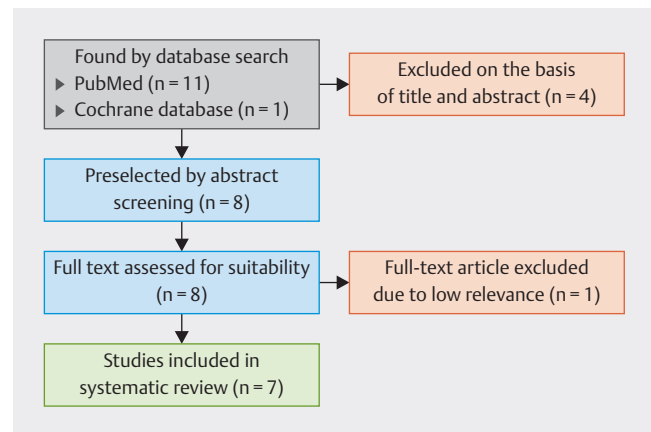 Found by database search
▶ PubMed (n = 11)
▶ Cochrane database (n = 1)
Excluded on the basis
of title and abstract (n = 4)
Preselected by abstract
screening (n = 8)
Full text assessed for suitability
(n = 8)
Full-text article excluded
due to low relevance (n = 1)
Studies included in
systematic review (n = 7)